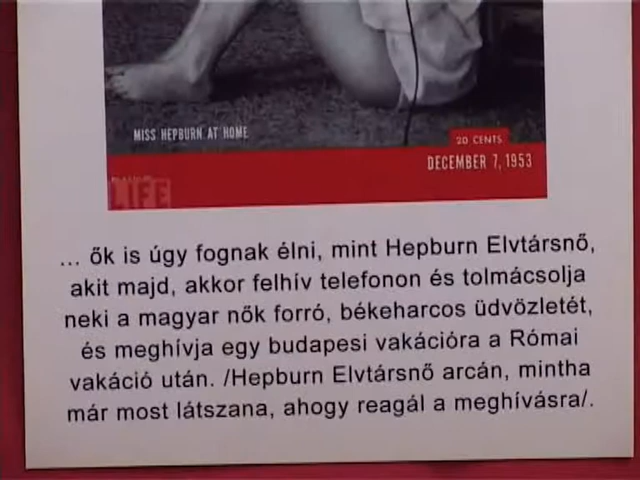 MISS HEPBURN AT HOME
20 CENTS
DECEMBER 7, 1953
LIFE
... ők is úgy fognak élni, mint Hepburn Elvtársnő,
akit majd, akkor felhív telefonon és tolmácsolja
neki a magyar nők forró, békeharcos üdvözletét,
és meghívja egy budapesi vakációra a Római
vakáció után. /Hepburn Elvtársnő arcán, mintha
már most látszana, ahogy reagál a meghívásra/.